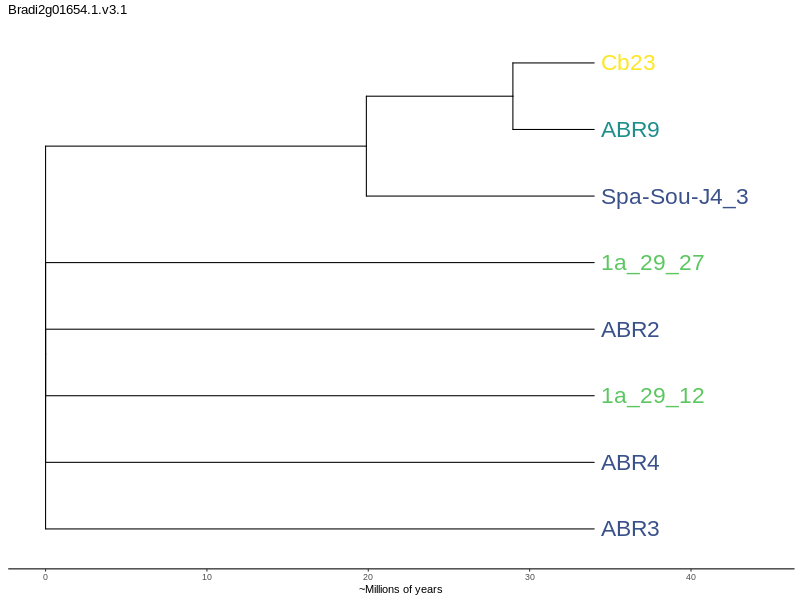 Bradi2g01654.1.v3.1
Cb23
ABR9
Spa-Sou-J4_3
1a_29_27
ABR2
1a_29_12
ABR4
ABR3
0 10 20 30 40
~Millions of years